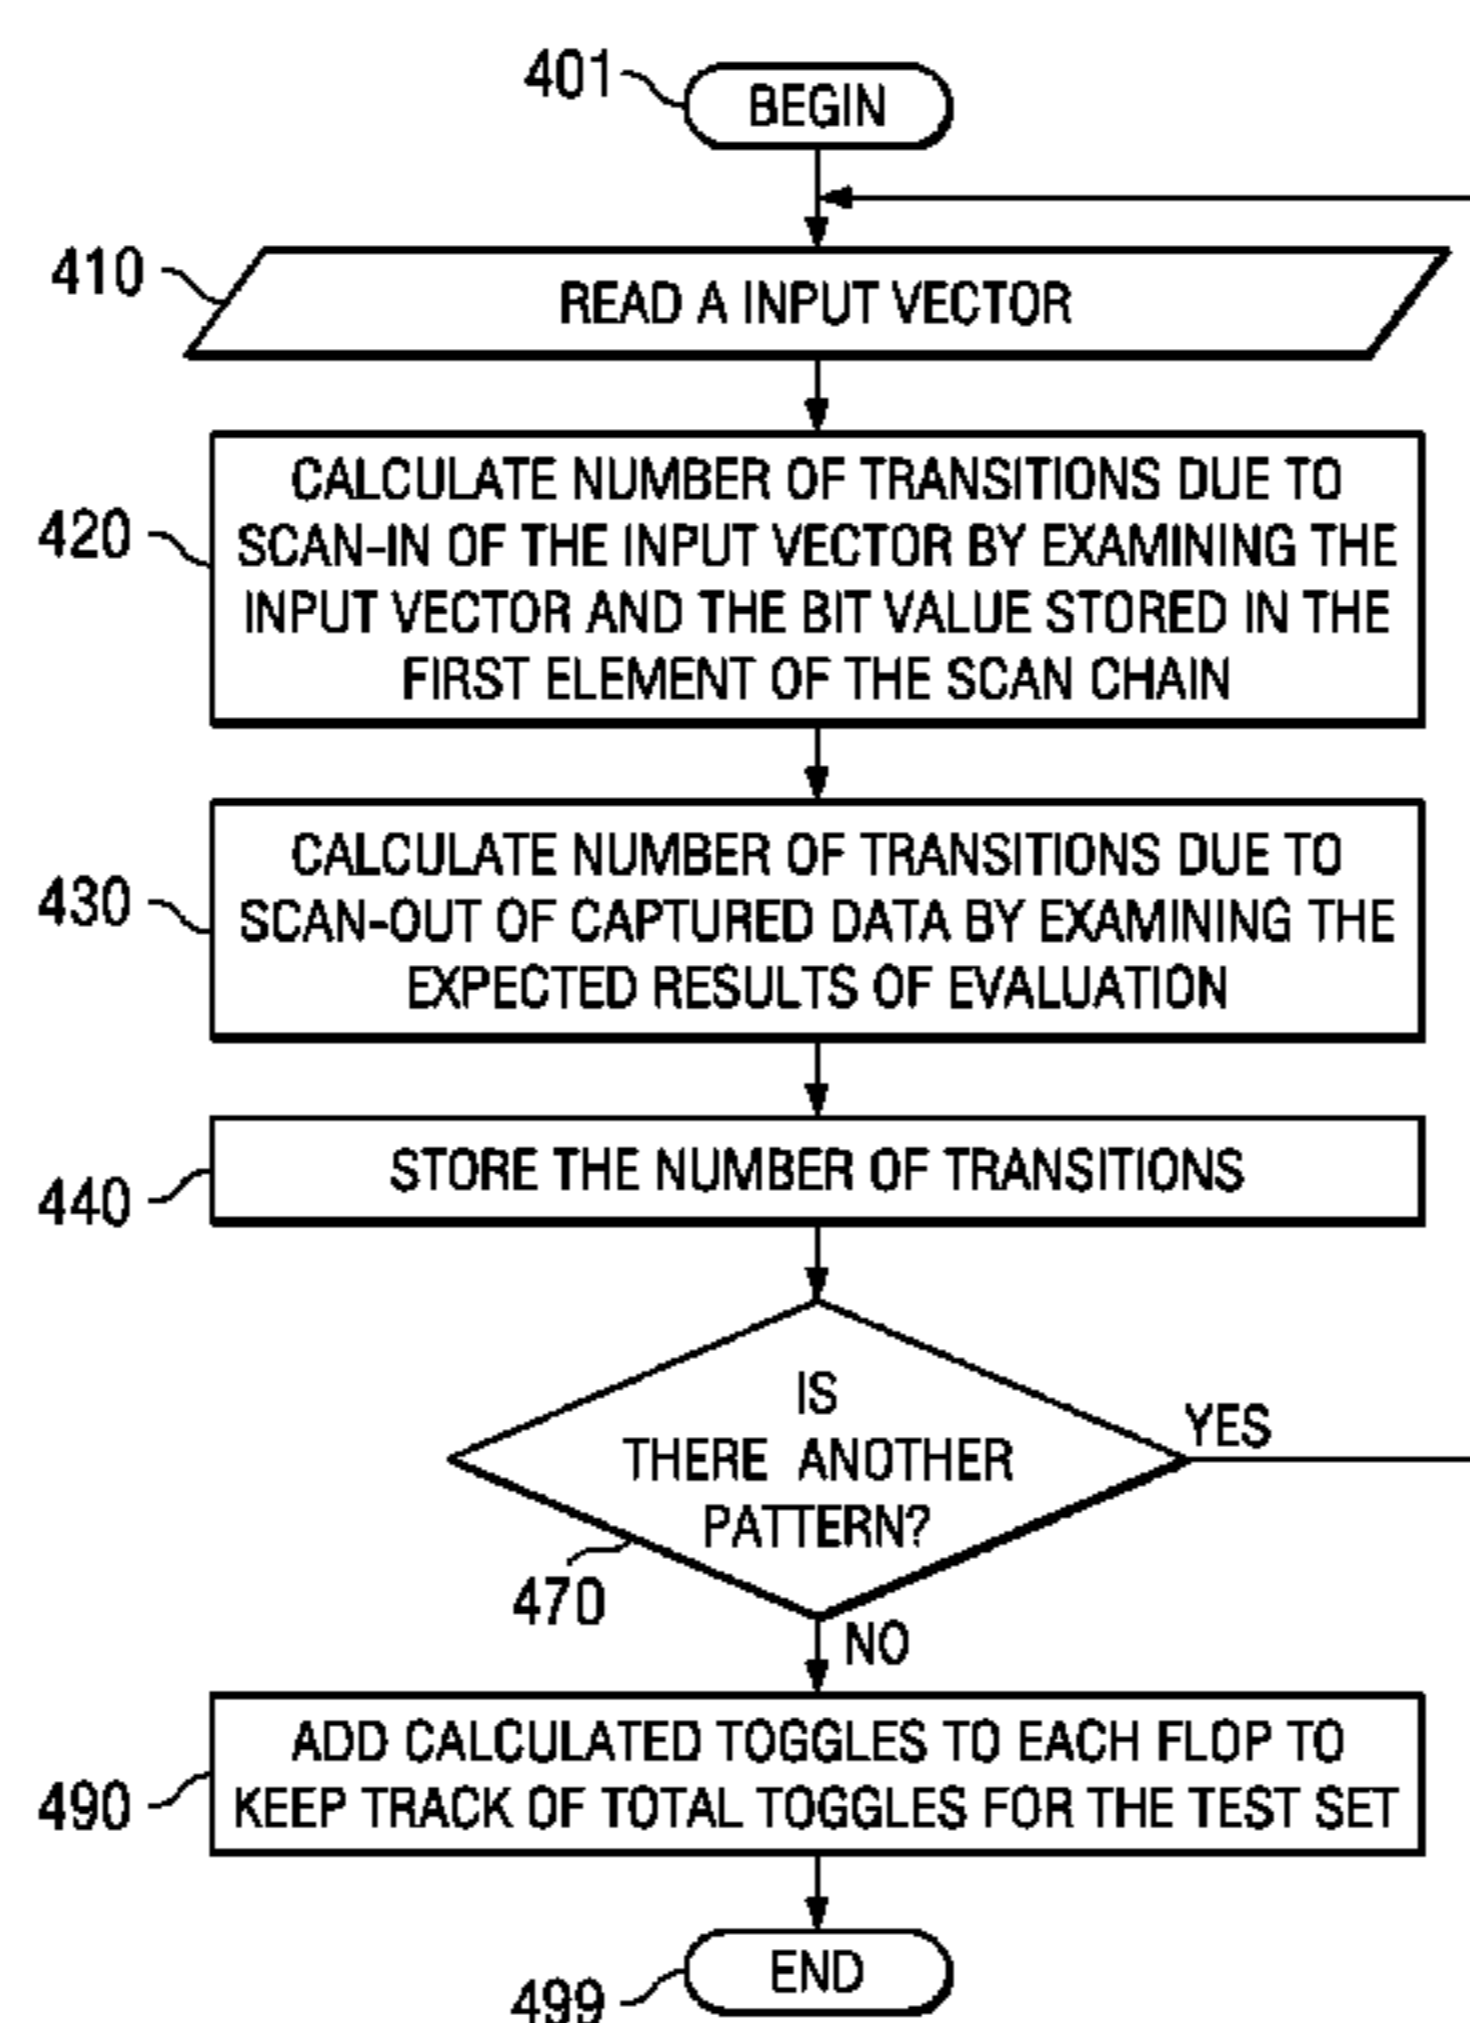 401
BEGIN
410
READ A INPUT VECTOR
420
CALCULATE NUMBER OF TRANSITIONS DUE TO
SCAN-IN OF THE INPUT VECTOR BY EXAMINING THE
INPUT VECTOR AND THE BIT VALUE STORED IN THE
FIRST ELEMENT OF THE SCAN CHAIN
430
CALCULATE NUMBER OF TRANSITIONS DUE TO
SCAN-OUT OF CAPTURED DATA BY EXAMINING THE
EXPECTED RESULTS OF EVALUATION
440
STORE THE NUMBER OF TRANSITIONS
IS
THERE ANOTHER
PATTERN?
YES
470
NO
490
ADD CALCULATED TOGGLES TO EACH FLOP TO
KEEP TRACK OF TOTAL TOGGLES FOR THE TEST SET
END
499